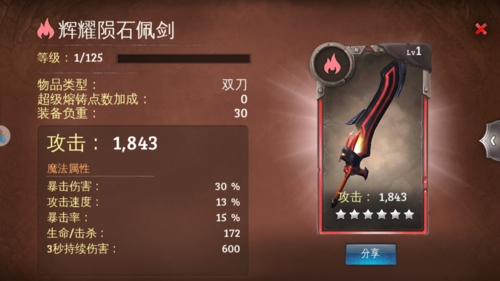 辉耀陨石佩剑
等级：1/125
物品类型：双刀
超级熔铸点数加成：0
装备负重：30
攻击：1,843
魔法属性
暴击伤害：30 %
攻击速度：13 %
暴击率：15 %
生命/击杀：172
3秒持续伤害：600
Lv 1
攻击：1,843
分享